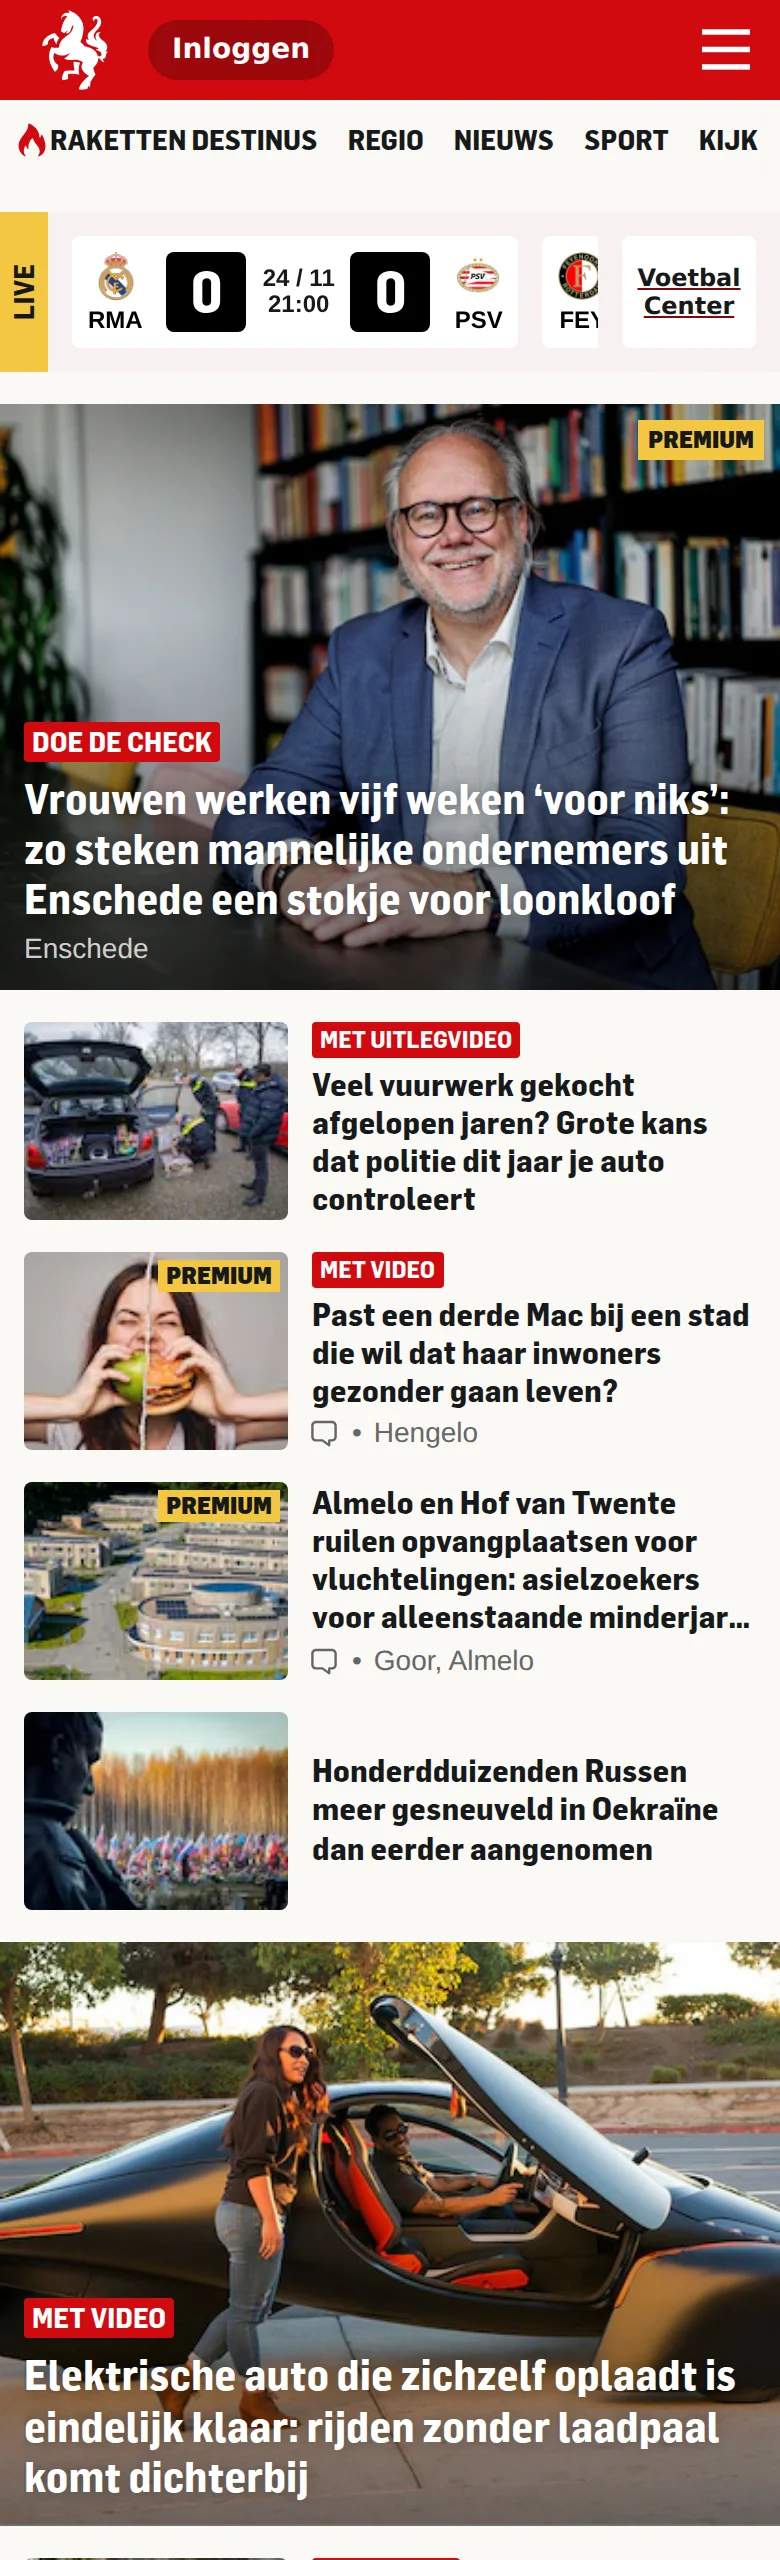 Inloggen
RAKETTEN DESTINUS REGIO NIEUWS SPORT KIJK
LIVE
RMA
0
24 / 11
21:00
0
PSV
PSV
FEY
Voetbal
Center
PREMIUM
DOE DE CHECK
Vrouwen werken vijf weken ‘voor niks’:
zo steken mannelijke ondernemers uit
Enschede een stokje voor loonkloof
Enschede
MET UITLEGVIDEO
Veel vuurwerk gekocht
afgelopen jaren? Grote kans
dat politie dit jaar je auto
controleert
PREMIUM
MET VIDEO
Past een derde Mac bij een stad
die wil dat haar inwoners
gezonder gaan leven?
• Hengelo
PREMIUM
Almelo en Hof van Twente
ruilen opvangplaatsen voor
vluchtelingen: asielzoekers
voor alleenstaande minderjar...
• Goor, Almelo
Honderdduizenden Russen
meer gesneuveld in Oekraïne
dan eerder aangenomen
MET VIDEO
Elektrische auto die zichzelf oplaadt is
eindelijk klaar: rijden zonder laadpaal
komt dichterbij